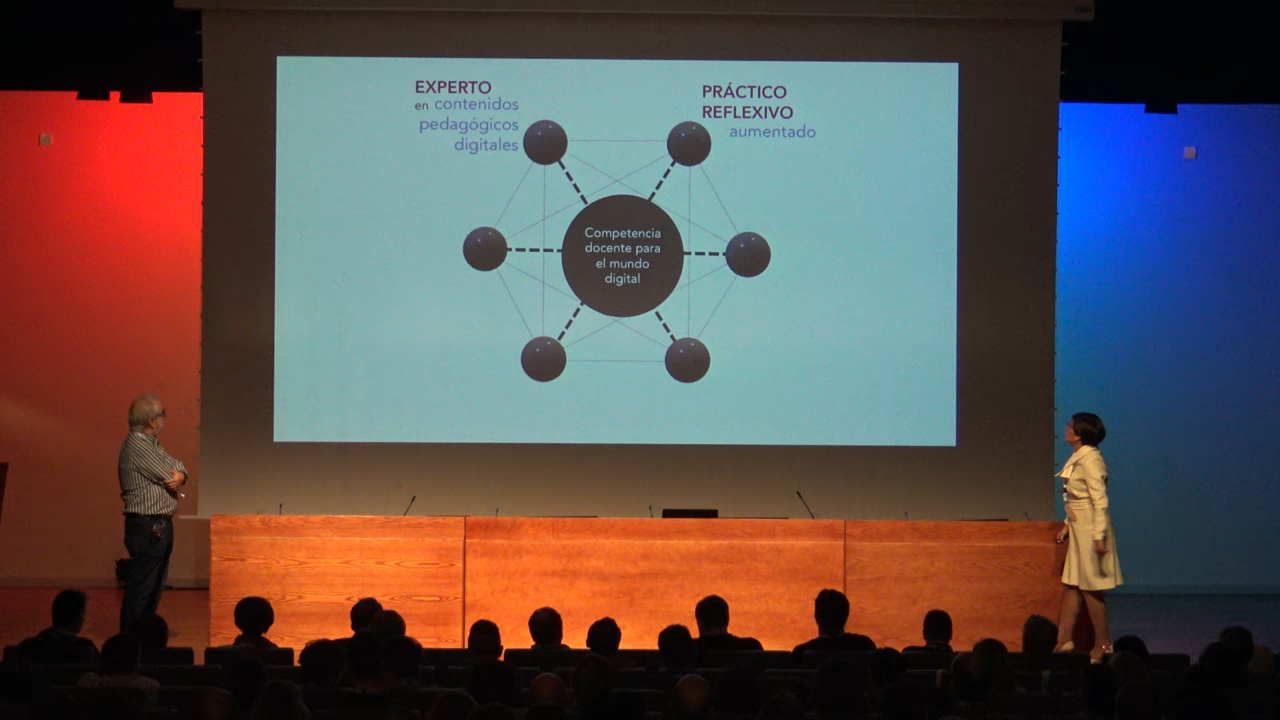 EXPERTO
en contenidos
pedagógicos
digitales
PRÁCTICO
REFLEXIVO
aumentado
Competencia
docente para
el mundo
digital